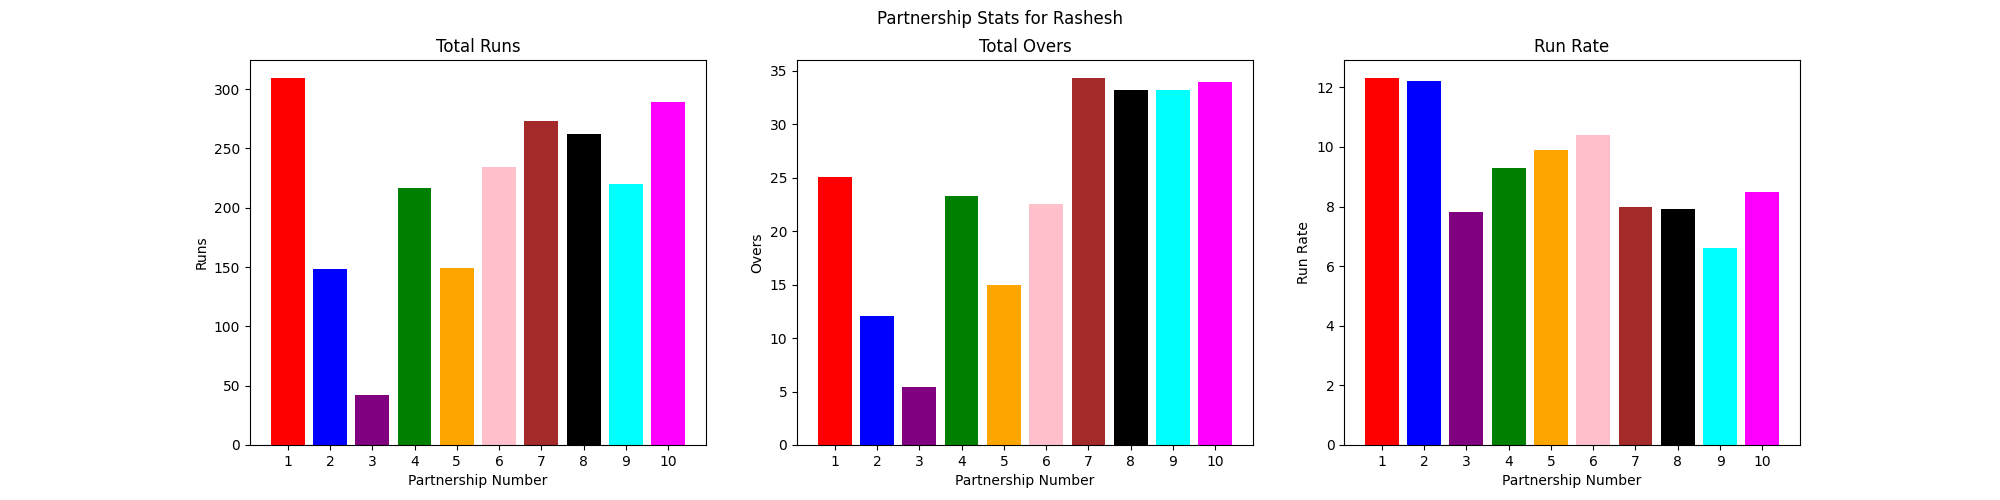 Partnership Stats for Rashesh
Total Runs
300
250
200
150
100
50
0
Runs
1 2 3 4 5 6 7 8 9 10
Partnership Number
Total Overs
35
30
25
20
15
10
5
0
Overs
1 2 3 4 5 6 7 8 9 10
Partnership Number
Run Rate
12
10
8
6
4
2
0
Run Rate
1 2 3 4 5 6 7 8 9 10
Partnership Number